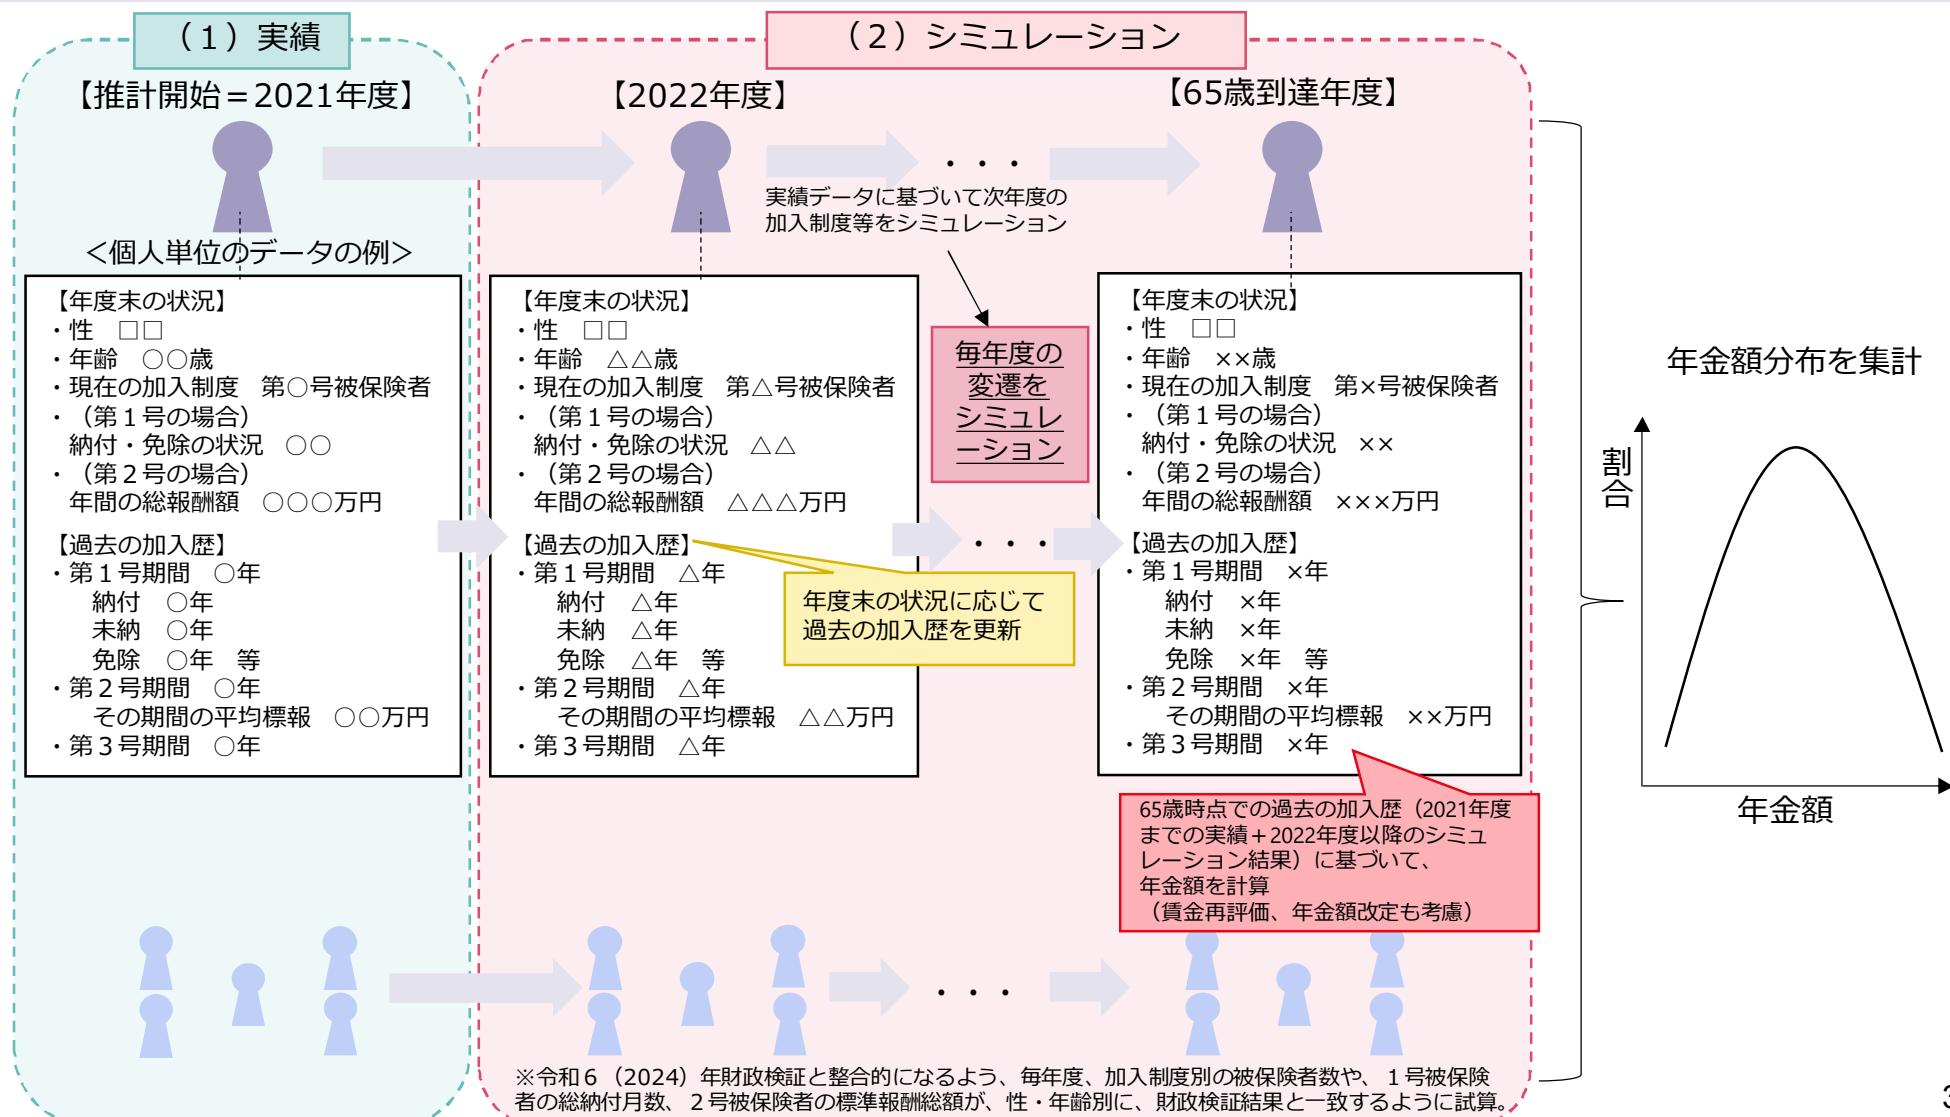 （１）実績
（２）シミュレーション
【推計開始＝2021年度】
【2022年度】
【65歳到達年度】
・・・
実績データに基づいて次年度の
加入制度等をシミュレーション
＜個人単位のデータの例＞
【年度末の状況】
・性　□□
・年齢　○○歳
・現在の加入制度　第○号被保険者
・（第１号の場合）
納付・免除の状況　○○
・（第２号の場合）
年間の総報酬額　○○○万円
【過去の加入歴】
・第１号期間　○年
納付　○年
未納　○年
免除　○年　等
・第２号期間　○年
その期間の平均標報　○○万円
・第３号期間　○年
【年度末の状況】
・性　□□
・年齢　△△歳
・現在の加入制度　第△号被保険者
・（第１号の場合）
納付・免除の状況　△△
・（第２号の場合）
年間の総報酬額　△△△万円
【過去の加入歴】
・第１号期間　△年
納付　△年
未納　△年
免除　△年　等
・第２号期間　△年
その期間の平均標報　△△万円
・第３号期間　△年
毎年度の
変遷を
シミュレ
ーション
・・・
年度末の状況に応じて
過去の加入歴を更新
【年度末の状況】
・性　□□
・年齢　××歳
・現在の加入制度　第×号被保険者
・（第１号の場合）
納付・免除の状況　××
・（第２号の場合）
年間の総報酬額　×××万円
【過去の加入歴】
・第１号期間　×年
納付　×年
未納　×年
免除　×年　等
・第２号期間　×年
その期間の平均標報　××万円
・第３号期間　×年
65歳時点での過去の加入歴（2021年度
までの実績＋2022年度以降のシミュ
レーション結果）に基づいて、
年金額を計算
（賃金再評価、年金額改定も考慮）
・・・
年金額分布を集計
割合
年金額
※令和６（2024）年財政検証と整合的になるよう、毎年度、加入制度別の被保険者数や、１号被保険
者の総納付月数、２号被保険者の標準報酬総額が、性・年齢別に、財政検証結果と一致するように試算。
3